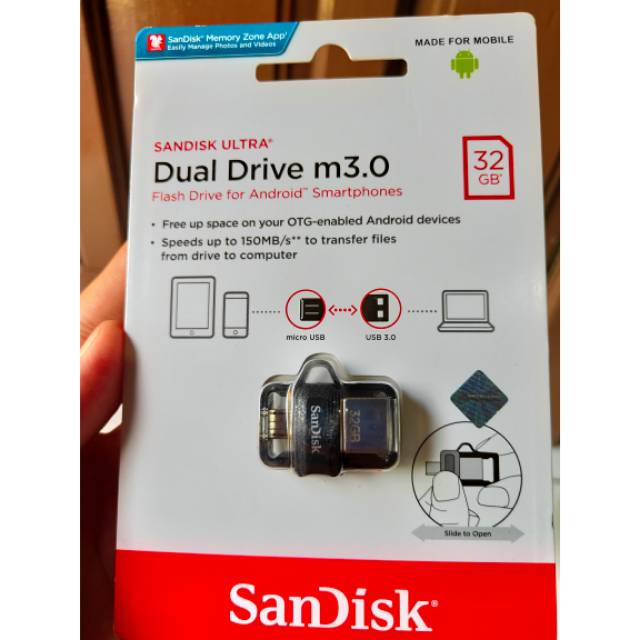 SanDisk® Memory Zone App†
Easily Manage Photos and Videos
MADE FOR MOBILE
SANDISK ULTRA®
Dual Drive m3.0
Flash Drive for Android™ Smartphones
32
GB*
• Free up space on your OTG-enabled Android devices
• Speeds up to 150MB/s** to transfer files
from drive to computer
micro USB
USB 3.0
SanDisk
32GB
Slide to Open
SanDisk®